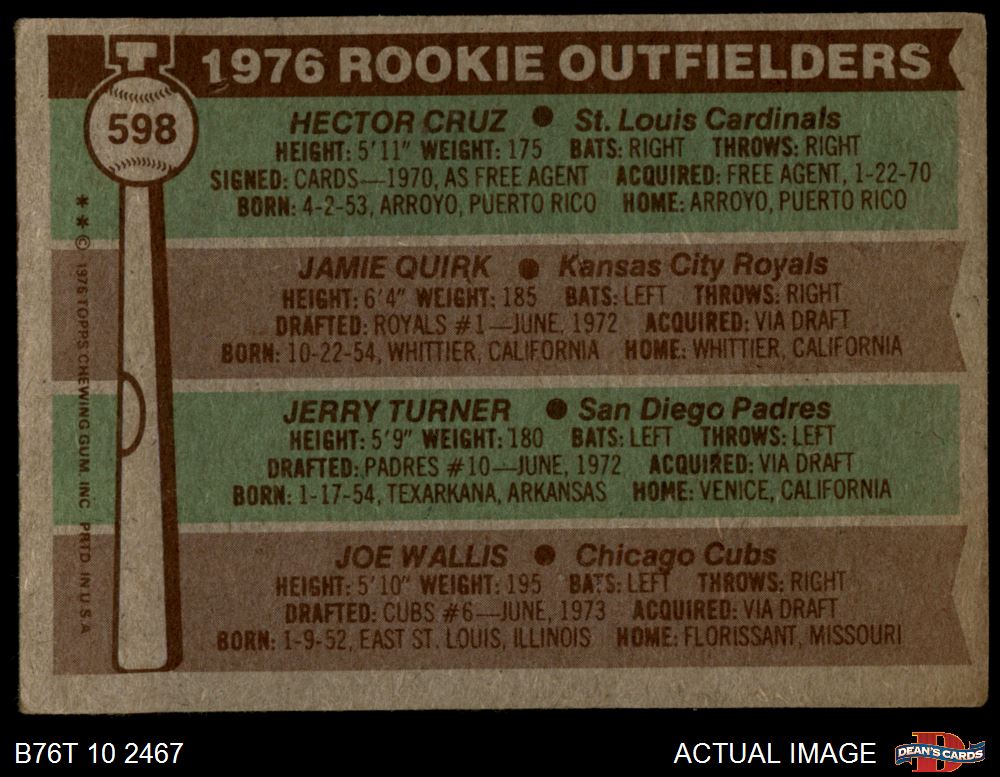 1976 ROOKIE OUTFIELDERS
598
HECTOR CRUZ ● St. Louis Cardinals
HEIGHT: 5'11" WEIGHT: 175 BATS: RIGHT THROWS: RIGHT
SIGNED: CARDS—1970, AS FREE AGENT ACQUIRED: FREE AGENT, 1-22-70
BORN: 4-2-53, ARROYO, PUERTO RICO HOME: ARROYO, PUERTO RICO
JAMIE QUIRK ● Kansas City Royals
HEIGHT: 6'4" WEIGHT: 185 BATS: LEFT THROWS: RIGHT
DRAFTED: ROYALS #1—JUNE, 1972 ACQUIRED: VIA DRAFT
BORN: 10-22-54, WHITTIER, CALIFORNIA HOME: WHITTIER, CALIFORNIA
JERRY TURNER ● San Diego Padres
HEIGHT: 5'9" WEIGHT: 180 BATS: LEFT THROWS: LEFT
DRAFTED: PADRES #10—JUNE, 1972 ACQUIRED: VIA DRAFT
BORN: 1-17-54, TEXARKANA, ARKANSAS HOME: VENICE, CALIFORNIA
JOE WALLIS ● Chicago Cubs
HEIGHT: 5'10" WEIGHT: 195 BATS: LEFT THROWS: RIGHT
DRAFTED: CUBS #6—JUNE, 1973 ACQUIRED: VIA DRAFT
BORN: 1-9-52, EAST ST. LOUIS, ILLINOIS HOME: FLORISSANT, MISSOURI
* * © 1976 TOPPS CHEWING GUM, INC. PRTD. IN U.S.A.
B76T 10 2467
ACTUAL IMAGE
D
DEAN'S CARDS